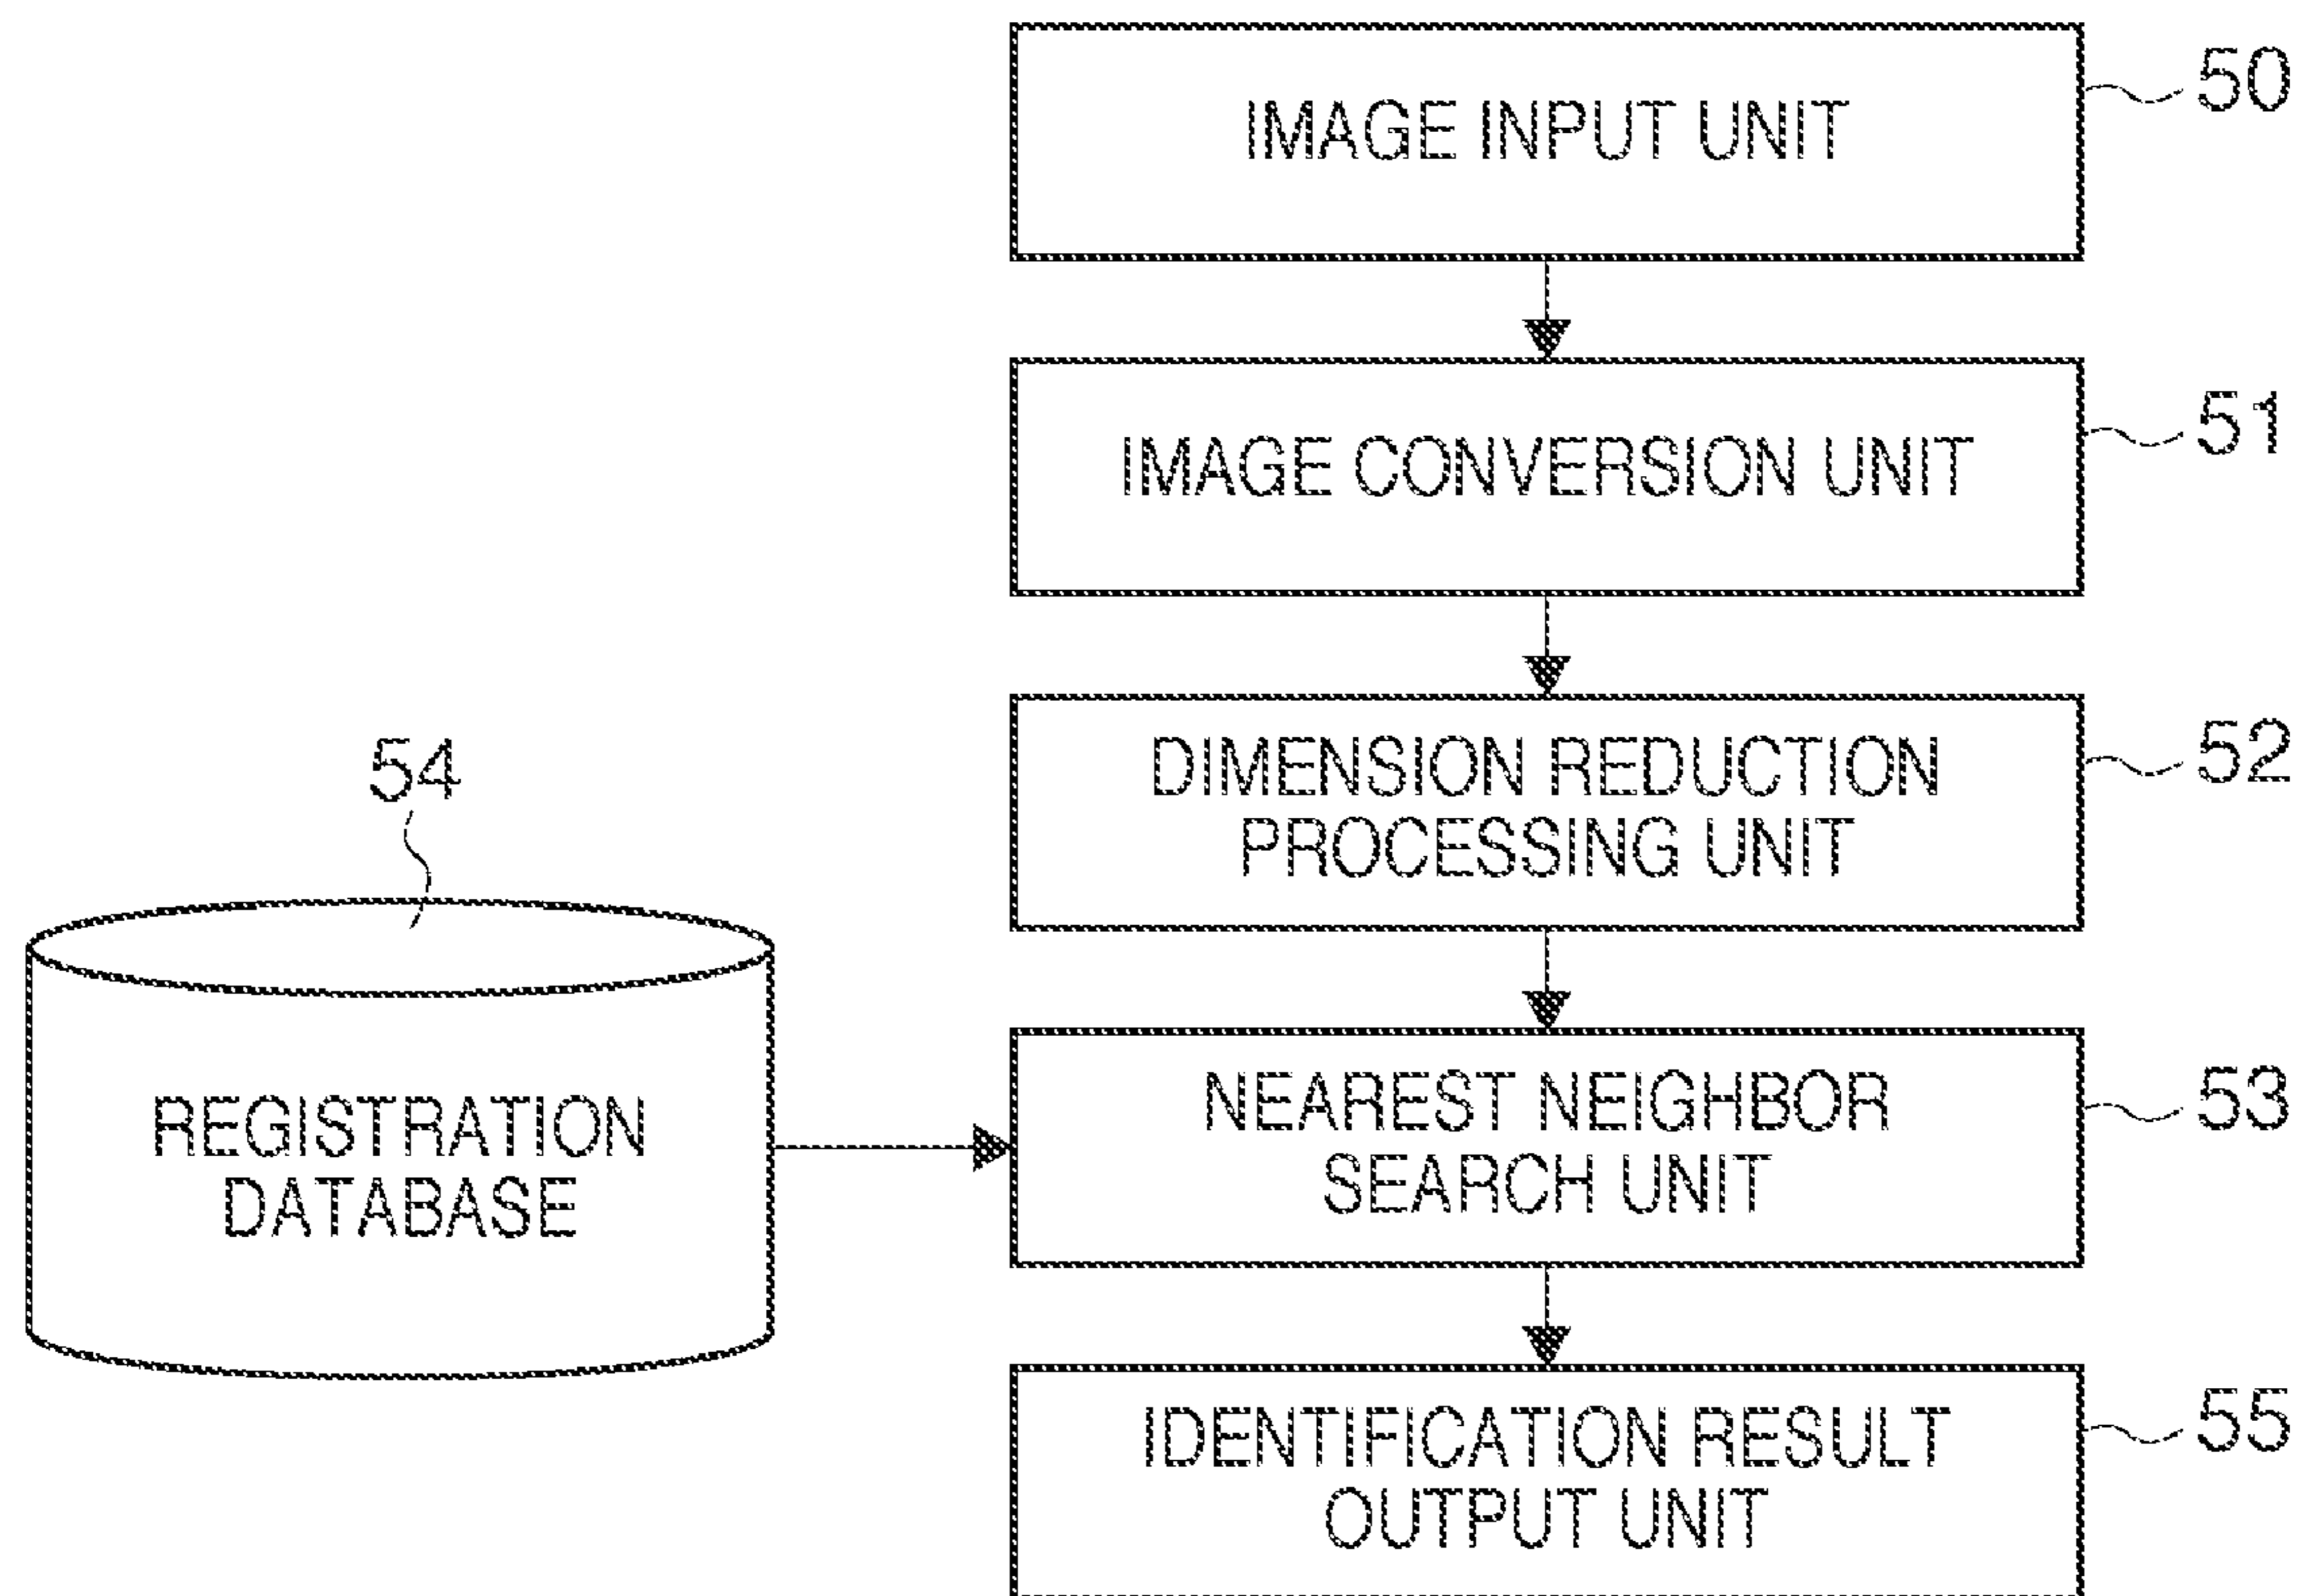 IMAGE INPUT UNIT
50
IMAGE CONVERSION UNIT
51
DIMENSION REDUCTION
PROCESSING UNIT
52
54
REGISTRATION
DATABASE
NEAREST NEIGHBOR
SEARCH UNIT
53
IDENTIFICATION RESULT
OUTPUT UNIT
55